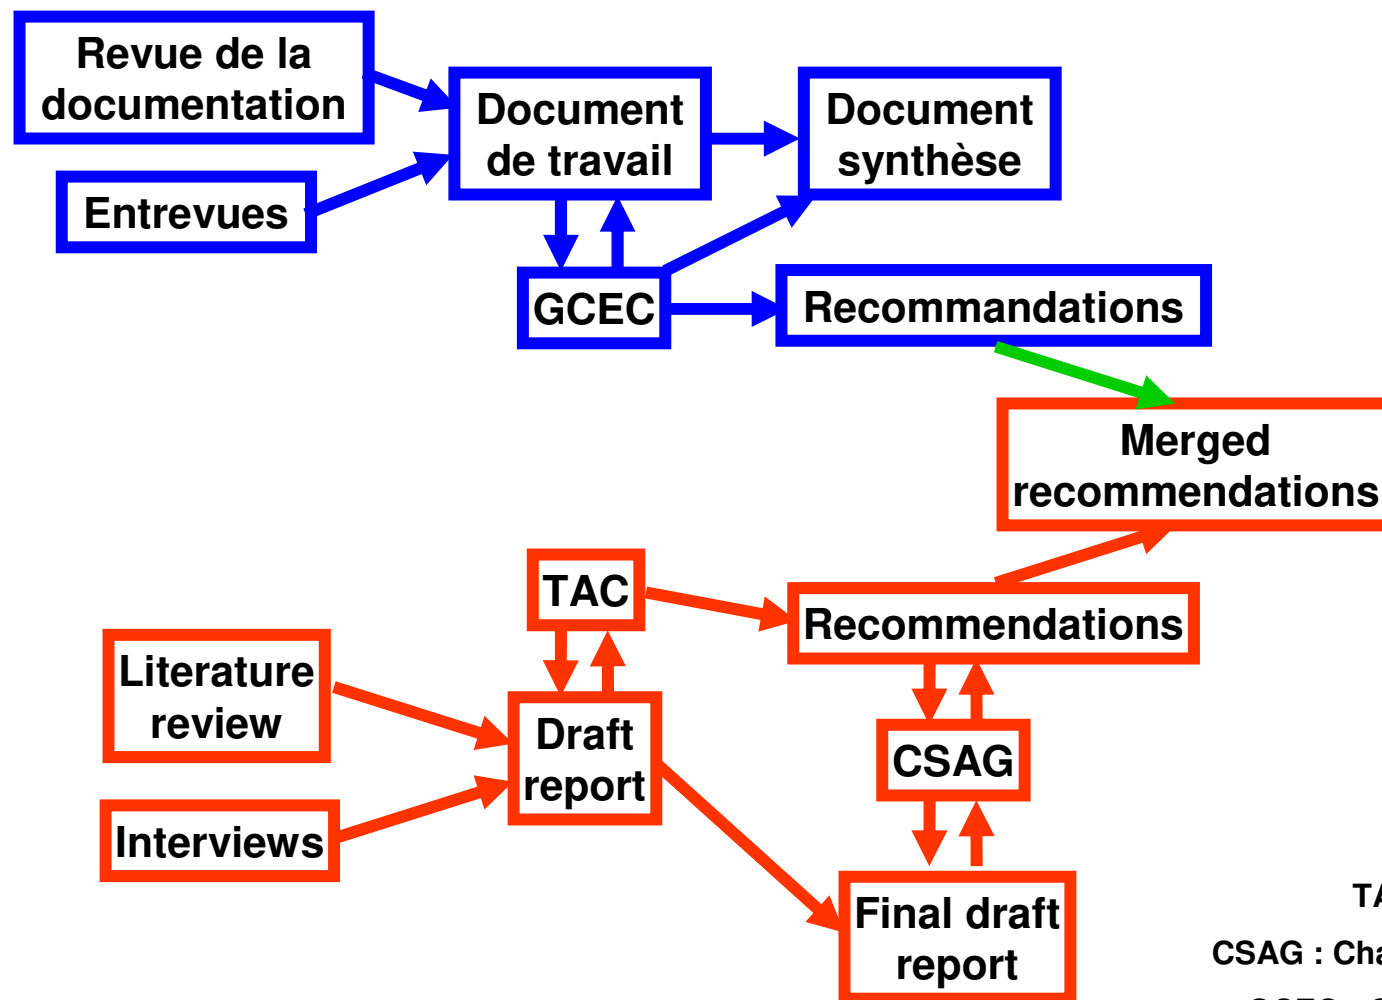 Revue de la
documentation
Entrevues
Document
de travail
Document
synthèse
GCEC
Recommandations
Merged
recommendations
TAC
Recommendations
Literature
review
Draft
report
CSAG
Interviews
Final draft
report
CSAG :